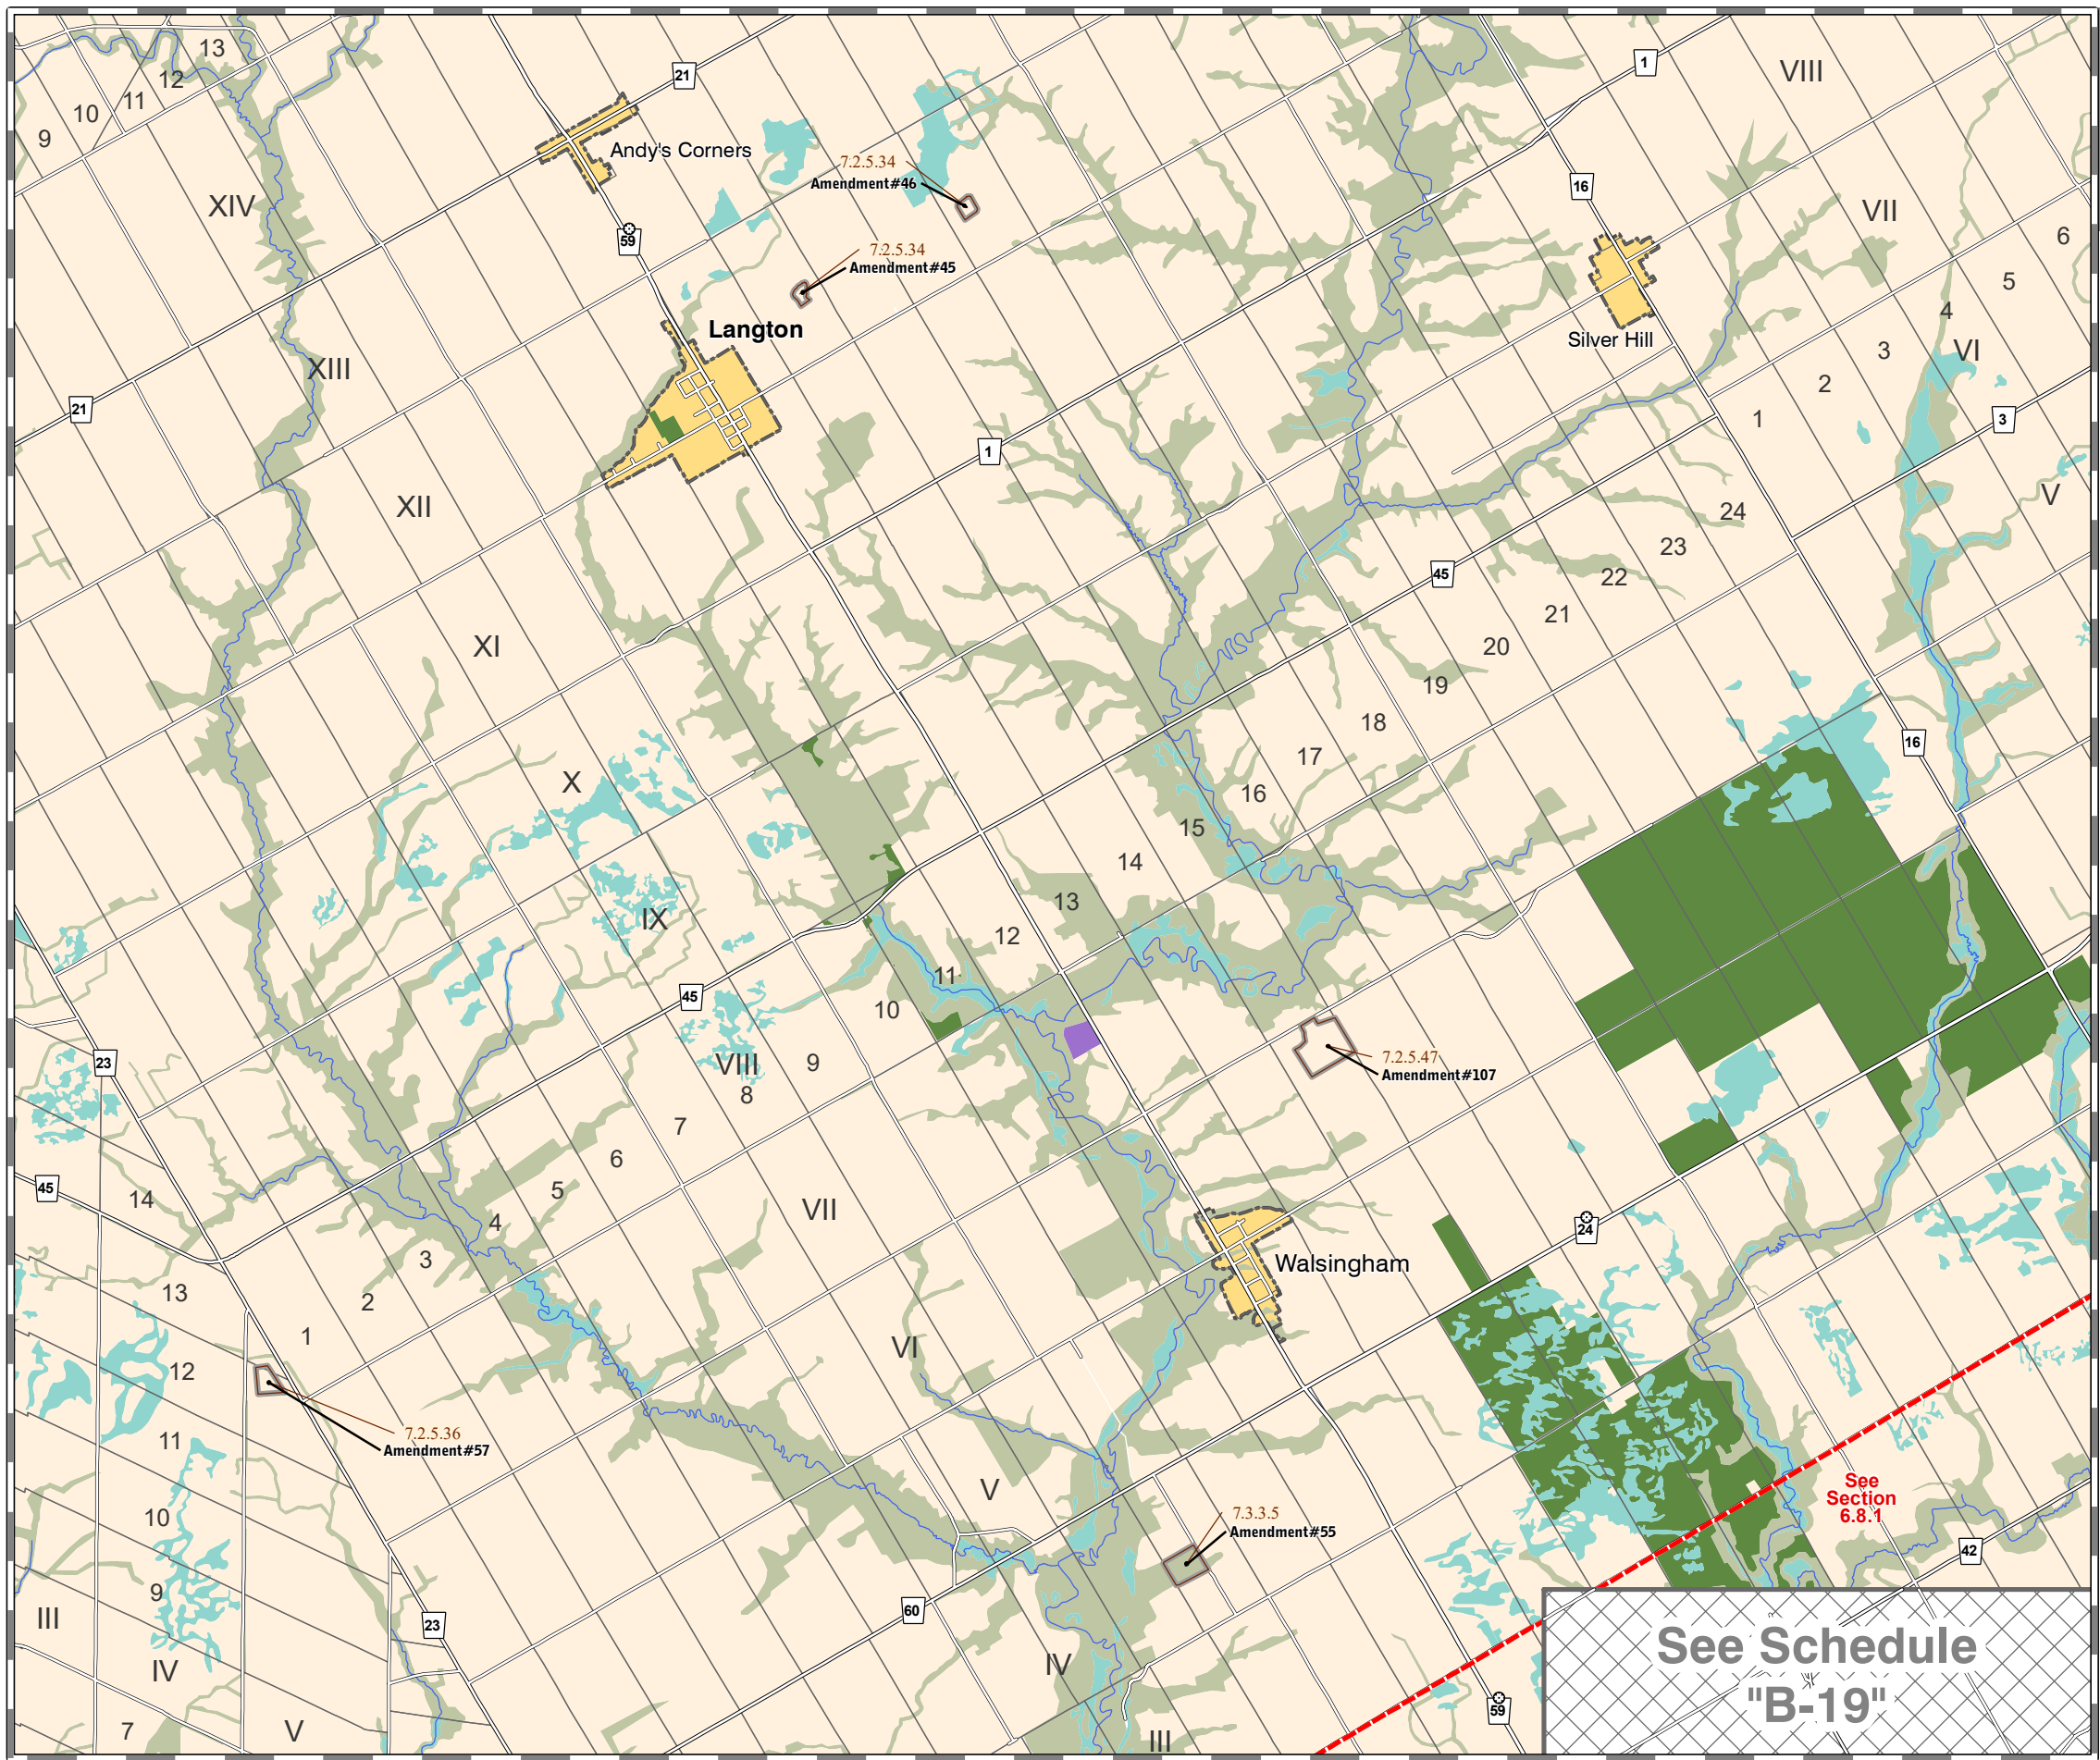 13
12
11
10
9
21
1
VIII
Andy's Corners
7.2.5.34
Amendment#46
16
XIV
VII
6
59
7.2.5.34
Amendment#45
5
4
Langton
Silver Hill
3
VI
XIII
2
21
1
3
1
XII
V
24
23
45
22
21
20
XI
19
18
16
17
X
16
15
14
13
IX
12
11
45
10
23
VIII
9
8
7.2.5.47
Amendment#107
7
6
45
14
5
VII
4
24
3
Walsingham
13
2
1
VI
12
7.2.5.36
Amendment#57
11
V
See
Section
6.8.1
10
7.3.3.5
Amendment#55
42
9
III
60
23
See Schedule
"B-19"
IV
IV
59
7
V
III